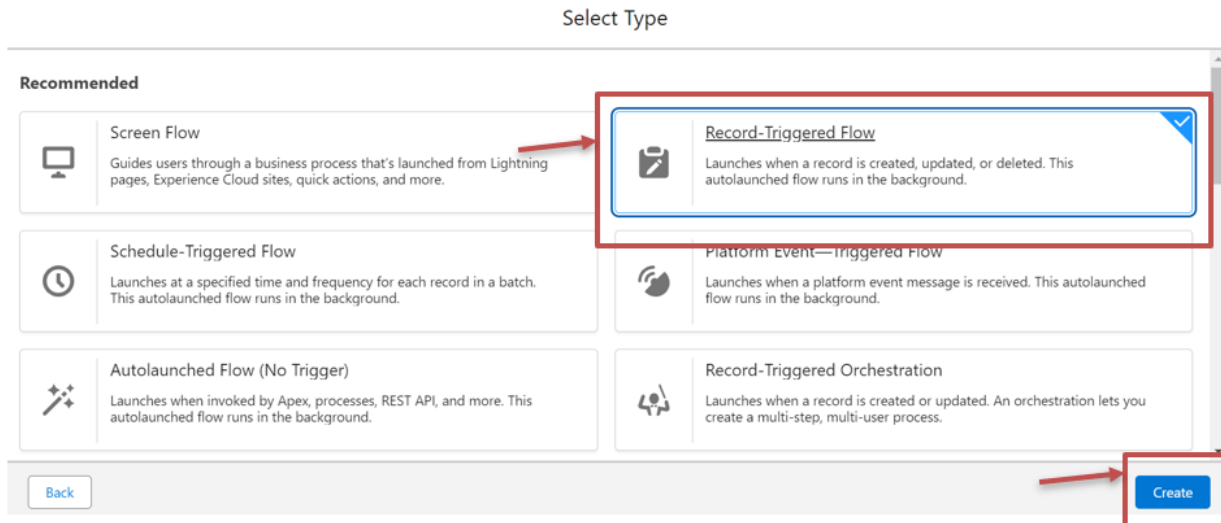 Select Type
Recommended
Screen Flow
Guides users through a business process that's launched from Lightning
pages, Experience Cloud sites, quick actions, and more.
Record-Triggered Flow
Launches when a record is created, updated, or deleted. This
autolaunched flow runs in the background.
Schedule-Triggered Flow
Launches at a specified time and frequency for each record in a batch.
This autolaunched flow runs in the background.
Platform Event—Triggered Flow
Launches when a platform event message is received. This autolaunched
flow runs in the background.
Autolaunched Flow (No Trigger)
Launches when invoked by Apex, processes, REST API, and more. This
autolaunched flow runs in the background.
Record-Triggered Orchestration
Launches when a record is created or updated. An orchestration lets you
create a multi-step, multi-user process.
Back
Create